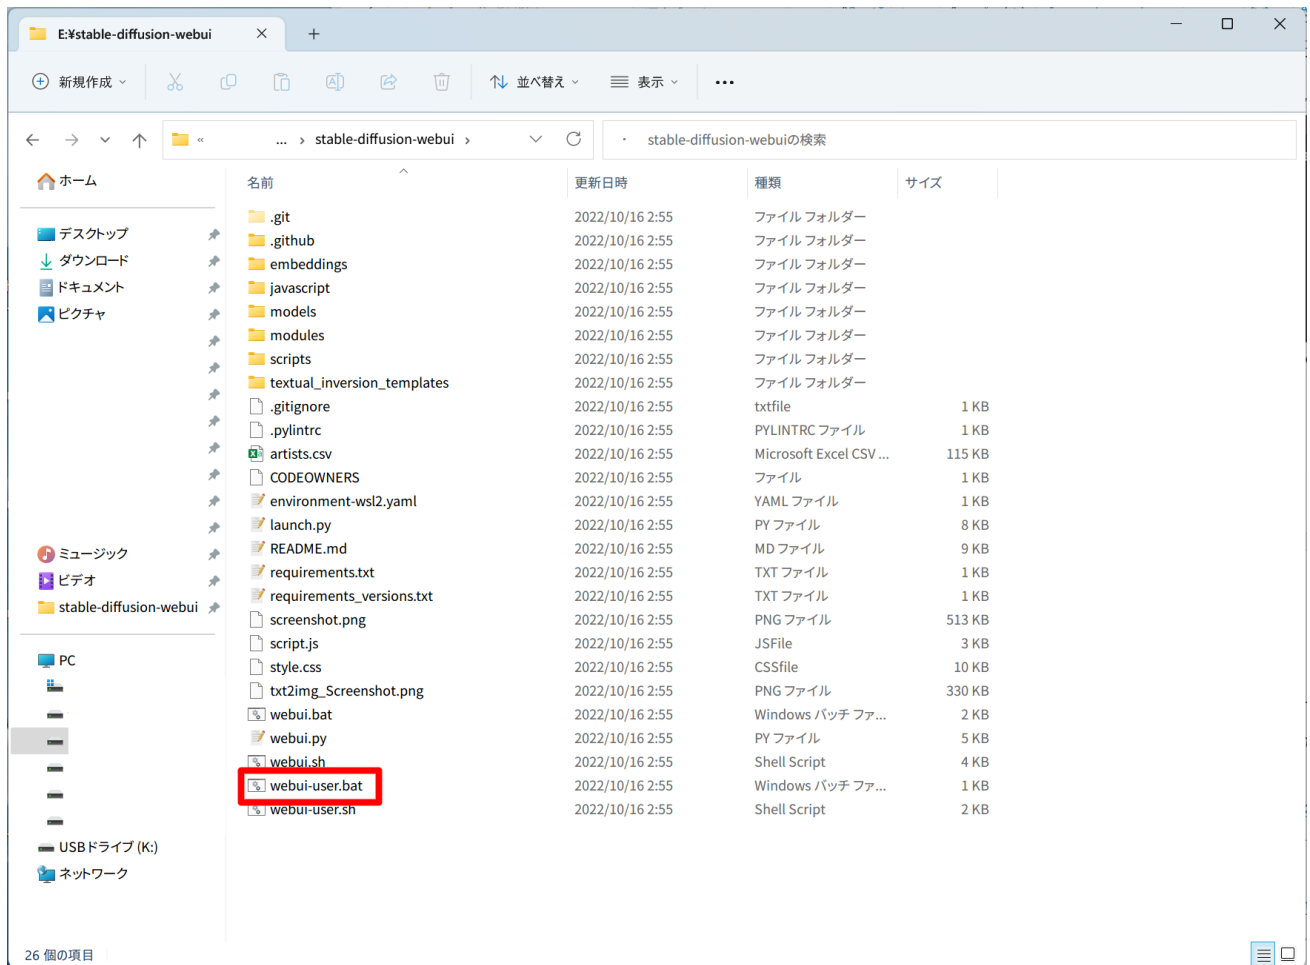 E:¥stable-diffusion-webui
新規作成
並べ替え
表示
« ... › stable-diffusion-webui ›
stable-diffusion-webuiの検索
ホーム
デスクトップ
ダウンロード
ドキュメント
ピクチャ
ミュージック
ビデオ
stable-diffusion-webui
PC
USBドライブ (K:)
ネットワーク
名前 更新日時 種類 サイズ
.git 2022/10/16 2:55 ファイル フォルダー
.github 2022/10/16 2:55 ファイル フォルダー
embeddings 2022/10/16 2:55 ファイル フォルダー
javascript 2022/10/16 2:55 ファイル フォルダー
models 2022/10/16 2:55 ファイル フォルダー
modules 2022/10/16 2:55 ファイル フォルダー
scripts 2022/10/16 2:55 ファイル フォルダー
textual_inversion_templates 2022/10/16 2:55 ファイル フォルダー
.gitignore 2022/10/16 2:55 txtfile 1 KB
.pylintrc 2022/10/16 2:55 PYLINTRC ファイル 1 KB
artists.csv 2022/10/16 2:55 Microsoft Excel CSV ... 115 KB
CODEOWNERS 2022/10/16 2:55 ファイル 1 KB
environment-wsl2.yaml 2022/10/16 2:55 YAML ファイル 1 KB
launch.py 2022/10/16 2:55 PY ファイル 8 KB
README.md 2022/10/16 2:55 MD ファイル 9 KB
requirements.txt 2022/10/16 2:55 TXT ファイル 1 KB
requirements_versions.txt 2022/10/16 2:55 TXT ファイル 1 KB
screenshot.png 2022/10/16 2:55 PNG ファイル 513 KB
script.js 2022/10/16 2:55 JSFile 3 KB
style.css 2022/10/16 2:55 CSSfile 10 KB
txt2img_Screenshot.png 2022/10/16 2:55 PNG ファイル 330 KB
webui.bat 2022/10/16 2:55 Windows バッチ ファ... 2 KB
webui.py 2022/10/16 2:55 PY ファイル 5 KB
webui.sh 2022/10/16 2:55 Shell Script 4 KB
webui-user.bat 2022/10/16 2:55 Windows バッチ ファ... 1 KB
webui-user.sh 2022/10/16 2:55 Shell Script 2 KB
26 個の項目